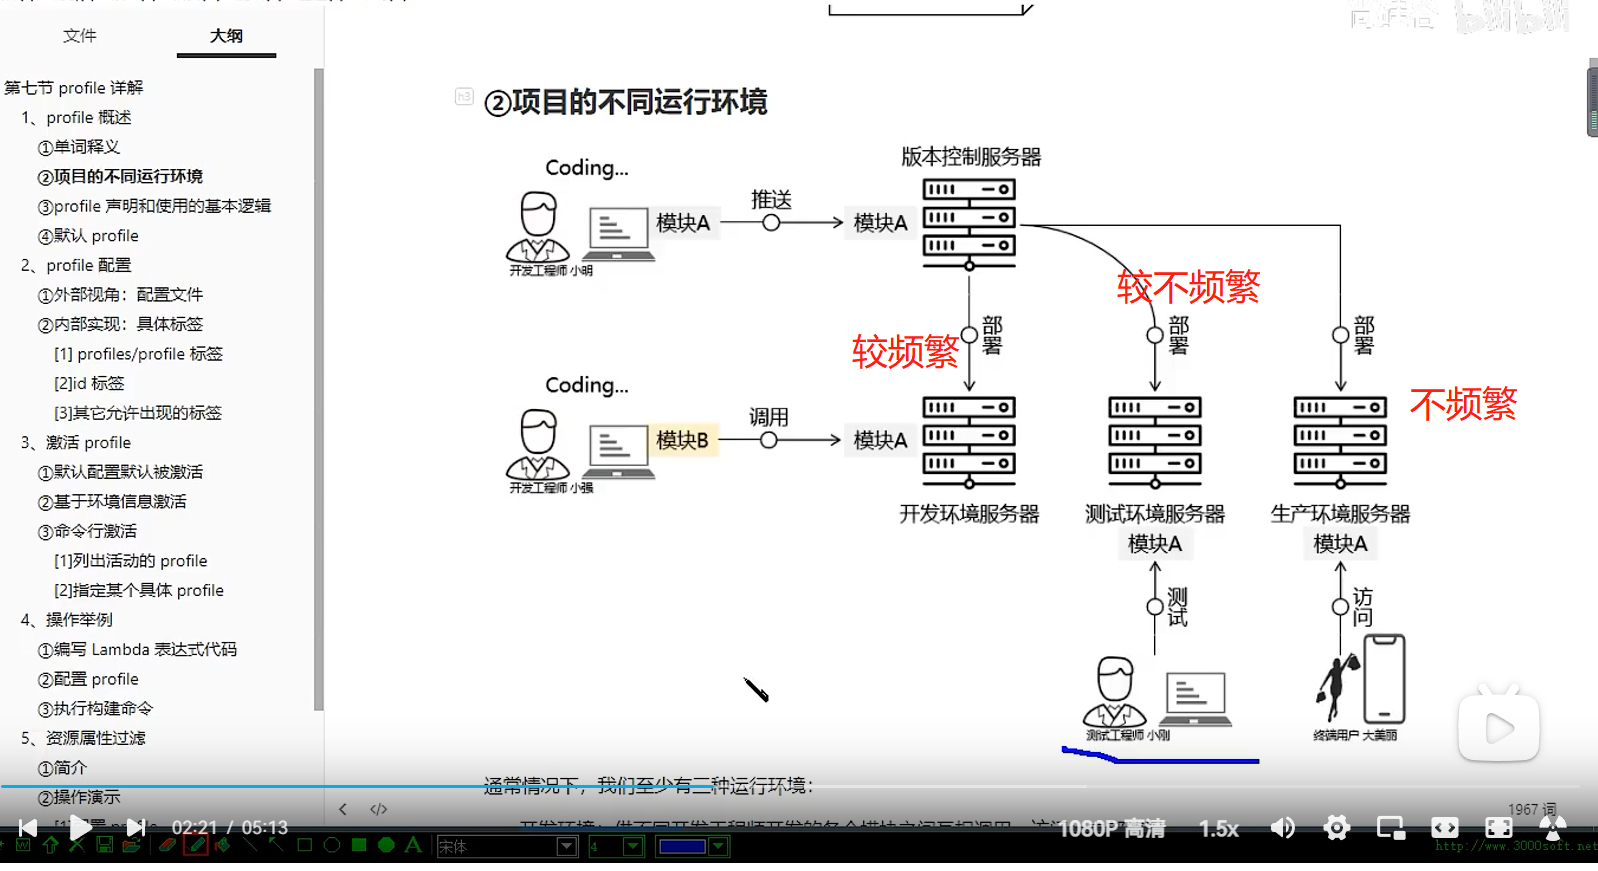 文件
大纲
第七节 profile 详解
1、profile 概述
①单词释义
②项目的不同运行环境
③profile 声明和使用的基本逻辑
④默认 profile
2、profile 配置
①外部视角：配置文件
②内部实现：具体标签
[1] profiles/profile 标签
[2]id 标签
[3]其它允许出现的标签
3、激活 profile
①默认配置默认被激活
②基于环境信息激活
③命令行激活
[1]列出活动的 profile
[2]指定某个具体 profile
4、操作举例
①编写 Lambda 表达式代码
②配置 profile
③执行构建命令
5、资源属性过滤
①简介
②操作演示
h3
②项目的不同运行环境
Coding...
模块A
推送
模块A
版本控制服务器
开发工程师 小明
较不频繁
较频繁
部署
部署
部署
不频繁
Coding...
模块B
调用
模块A
开发工程师 小强
开发环境服务器
测试环境服务器
生产环境服务器
模块A
模块A
测试
访问
测试工程师 小刚
终端用户 大美丽
通常情况下，我们至少有三种运行环境：
1967 词
02:21 / 05:13
1080P 高清
1.5x
宋体
4
http://www.3000soft.net
bilibili